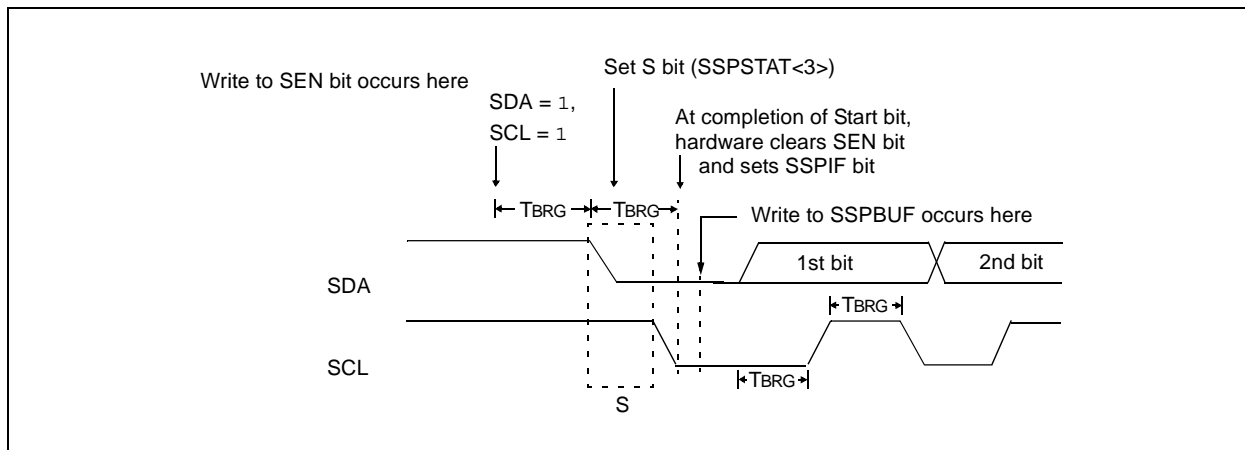 Set S bit (SSPSTAT<3>)
Write to SEN bit occurs here
SDA = 1,
SCL = 1
At completion of Start bit,
hardware clears SEN bit
and sets SSPIF bit
TBRG TBRG
Write to SSPBUF occurs here
1st bit 2nd bit
SDA
TBRG
SCL
TBRG
S